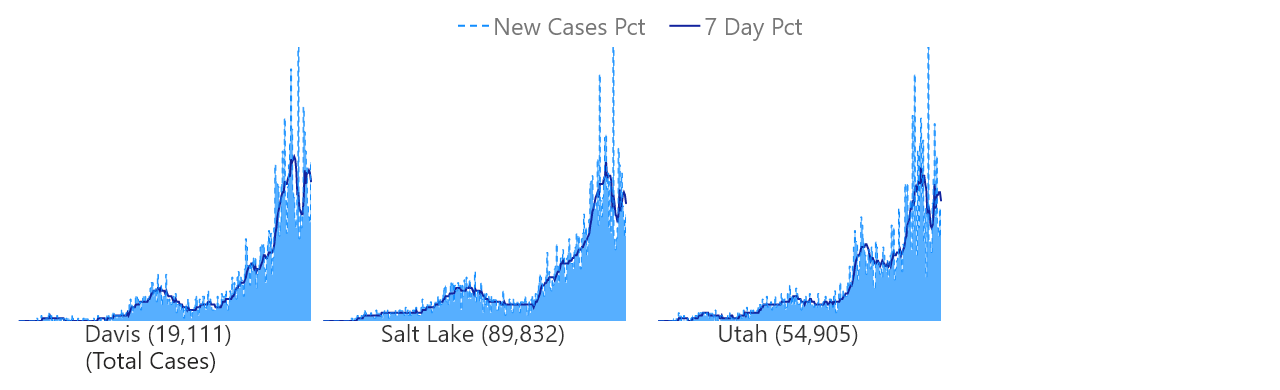 New Cases Pct 7 Day Pct
Davis (19,111) Salt Lake (89,832) Utah (54,905)
(Total Cases)